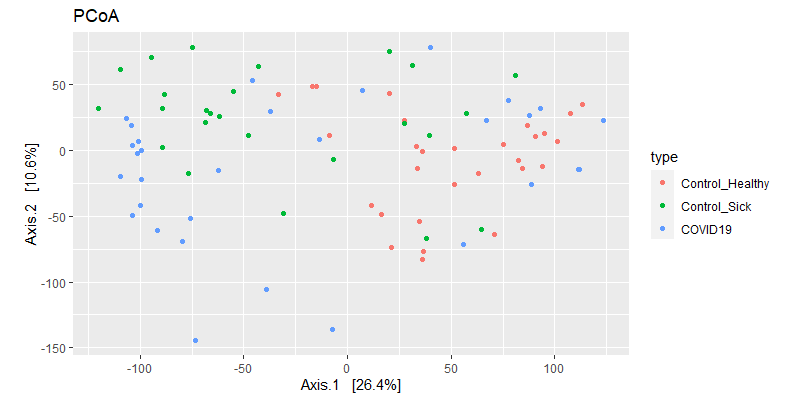 PCoA
50
0
-50
-100
-150
Axis.2 [10.6%]
-100
-50
0
50
100
Axis.1 [26.4%]
type
Control_Healthy
Control_Sick
COVID19